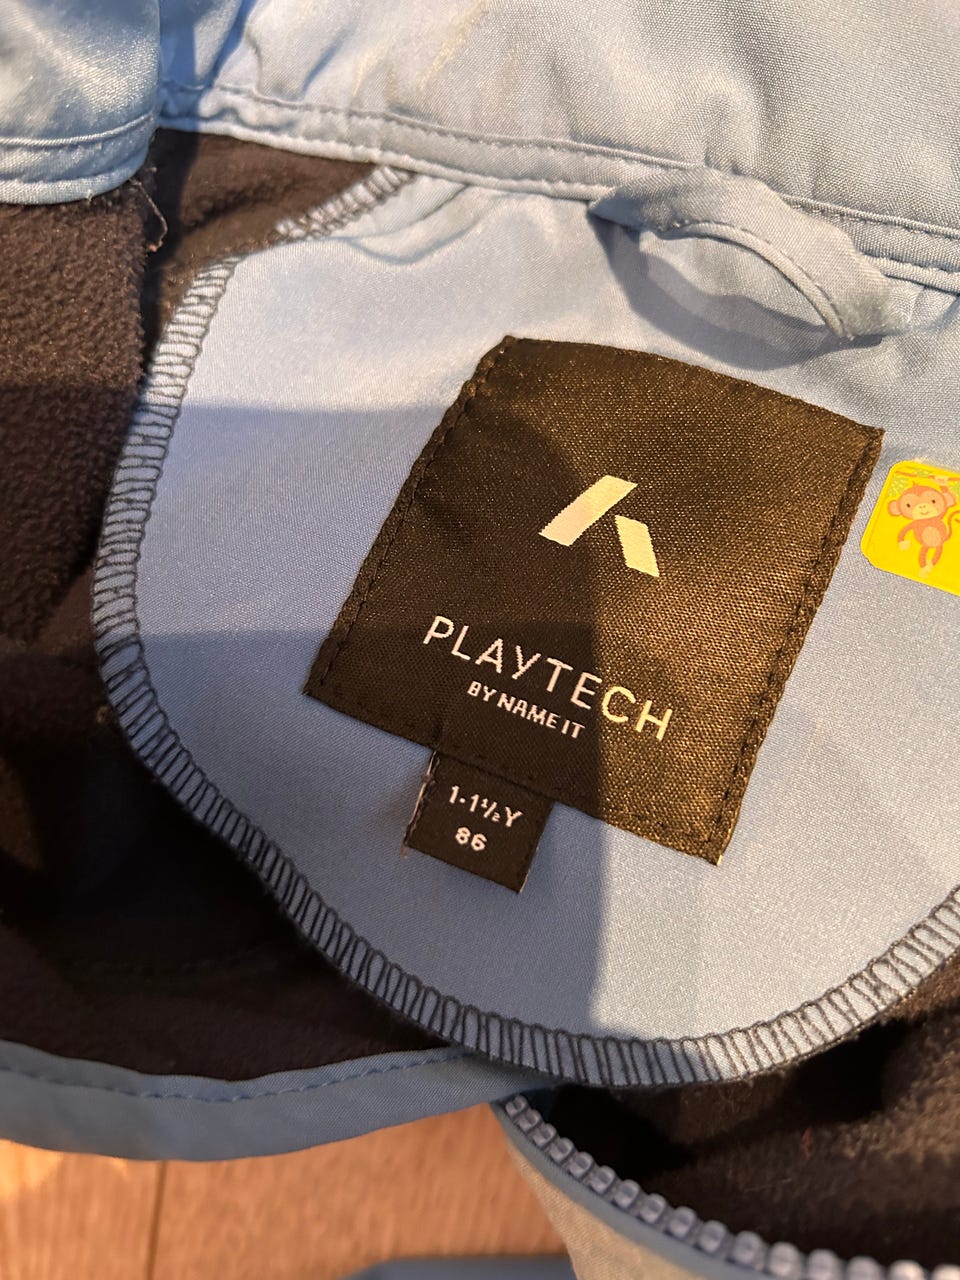 PLAYTECH
BY NAME IT
1-1½Y
86